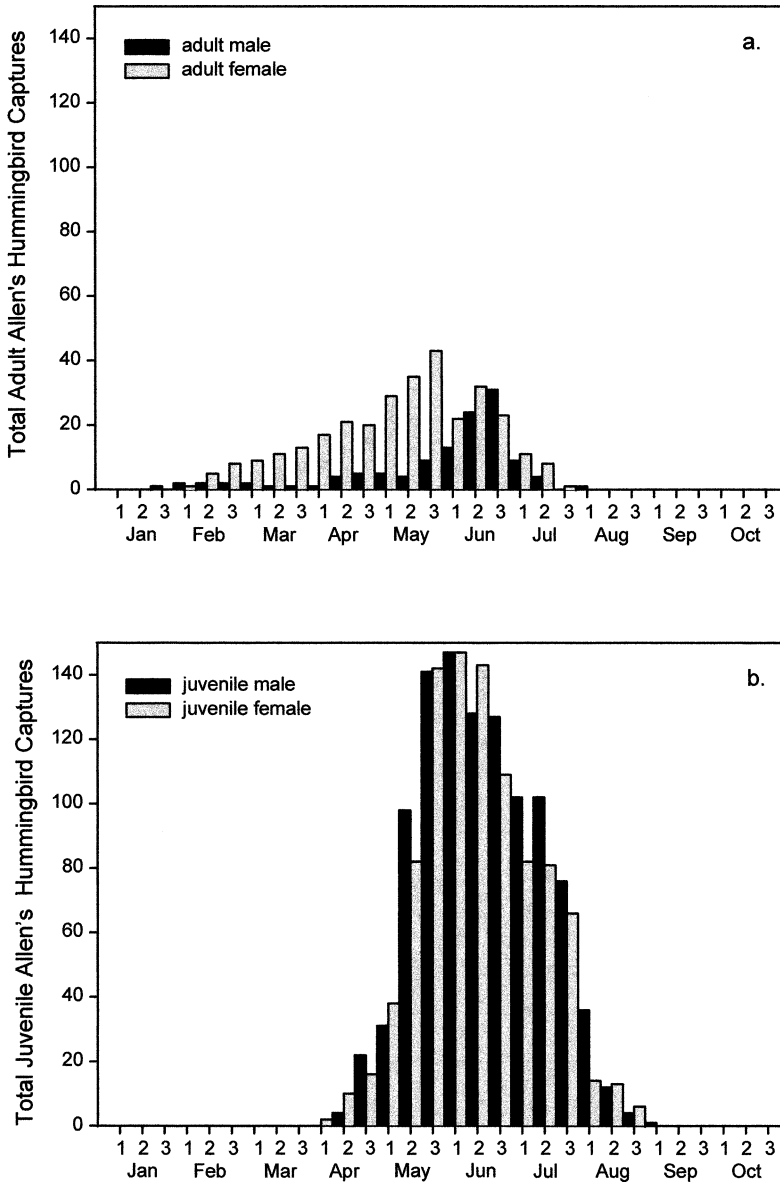 Total Adult Allen's Hummingbird Captures
140
120
100
80
60
40
20
0
adult male
adult female
a.
1 2 3 1 2 3 1 2 3 1 2 3 1 2 3 1 2 3 1 2 3 1 2 3 1 2 3 1 2 3
Jan Feb Mar Apr May Jun Jul Aug Sep Oct
Total Juvenile Allen's Hummingbird Captures
140
120
100
80
60
40
20
0
juvenile male
juvenile female
b.
1 2 3 1 2 3 1 2 3 1 2 3 1 2 3 1 2 3 1 2 3 1 2 3 1 2 3 1 2 3
Jan Feb Mar Apr May Jun Jul Aug Sep Oct